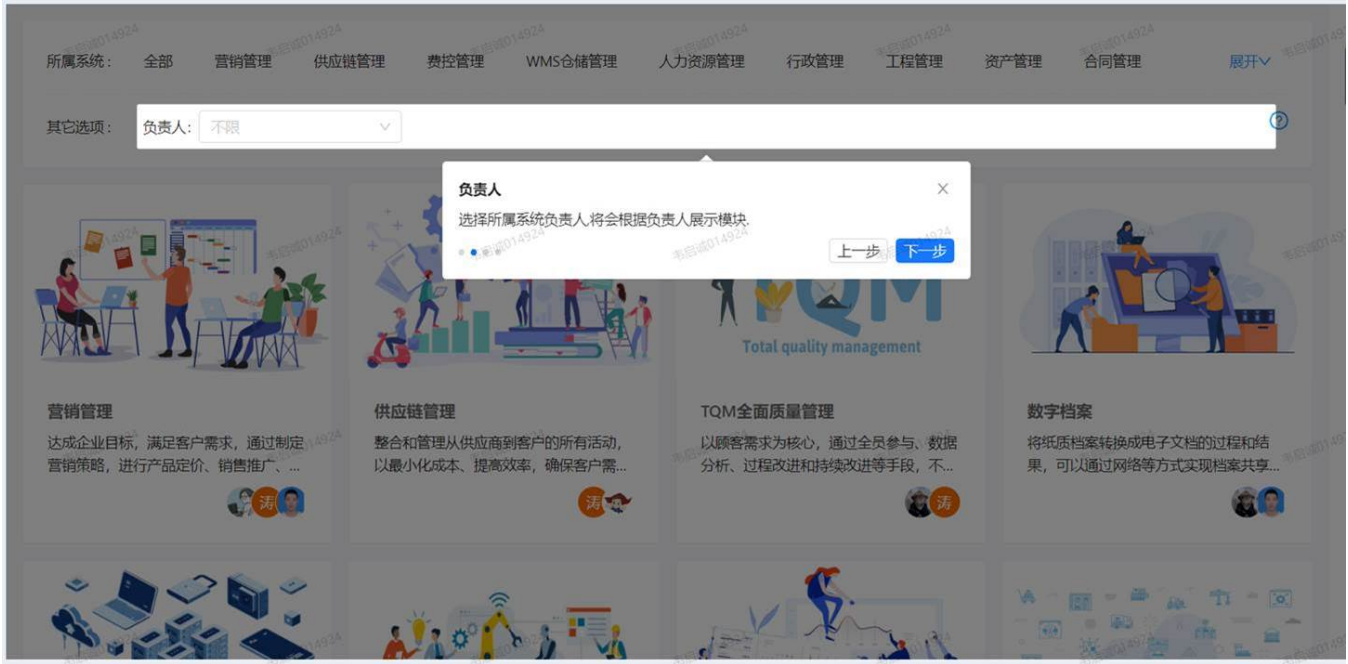 所属系统：  全部  营销管理  供应链管理  费控管理  WMS仓储管理  人力资源管理  行政管理  工程管理  资产管理  合同管理  展开
其它选项：  负责人：  不限
负责人
选择所属系统负责人,将会根据负责人展示模块.
上一步  下一步
TQM
Total quality management
营销管理  供应链管理  TQM全面质量管理  数字档案
达成企业目标，满足客户需求，通过制定  整合和管理从供应商到客户的所有活动，  以顾客需求为核心，通过全员参与、数据  将纸质档案转换成电子文档的过程和结
营销策略，进行产品定价、销售推广、...  以最小化成本、提高效率，确保客户需...  分析、过程改进和持续改进等手段，不...  果，可以通过网络等方式实现档案共享...
涛  涛  涛